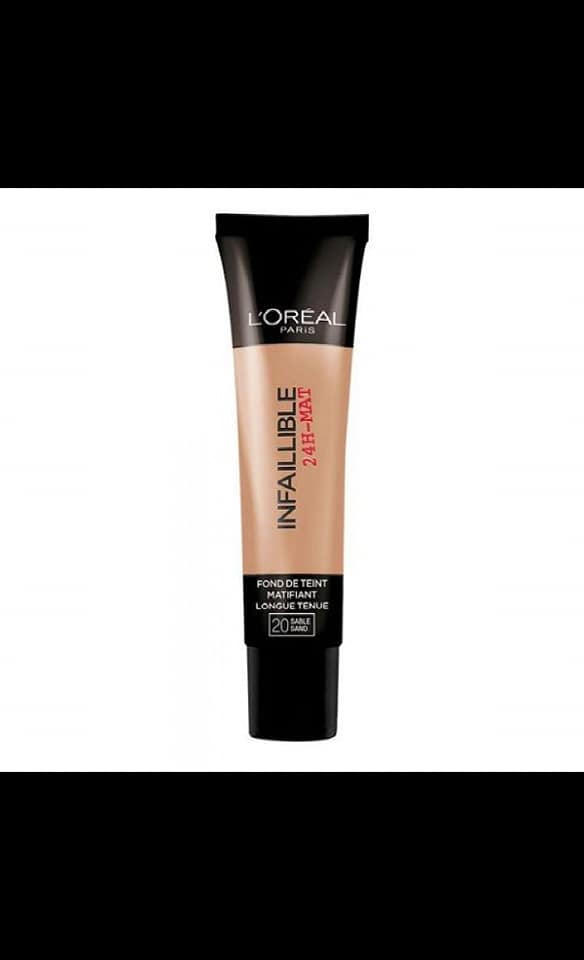 L'ORÉAL
PARIS
INFAILLIBLE
24H-MAT
FOND DE TEINT
MATIFIANT
LONGUE TENUE
20 SABLE
SAND